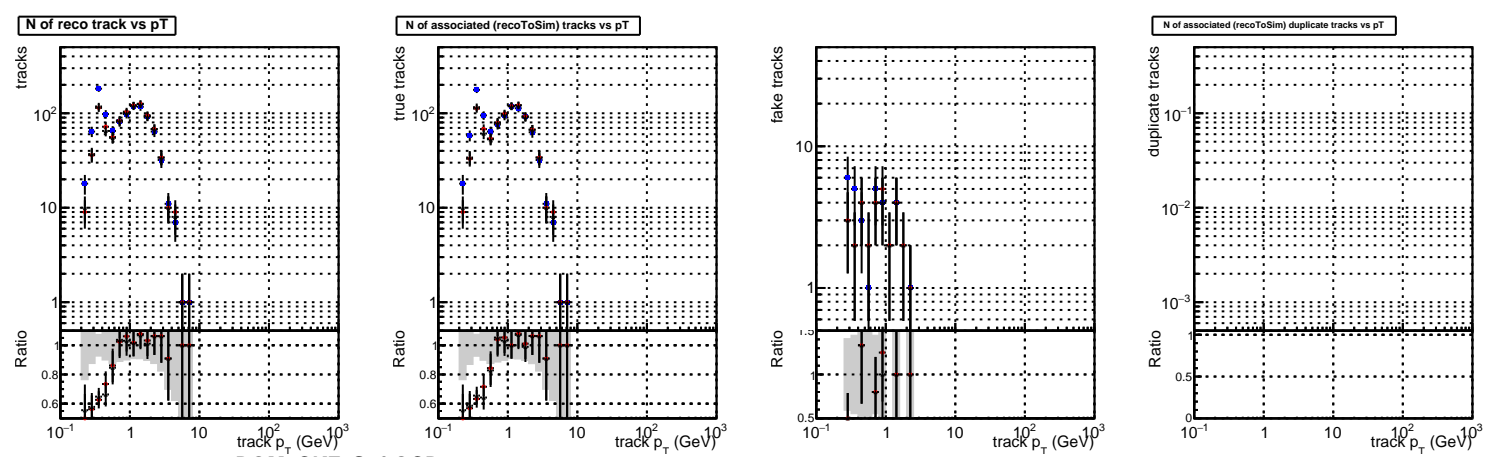 N of reco track vs pT
N of associated (recoToSim) tracks vs pT
N of associated (recoToSim) duplicate tracks vs pT
tracks
10²
10
1
Ratio
1
0.8
0.6
10⁻¹ 1 10 10² 10³
track p_T (GeV)
true tracks
10²
10
1
Ratio
1
0.8
0.6
10⁻¹ 1 10 10² 10³
track p_T (GeV)
fake tracks
10
1
Ratio
1.5
1
0.5
10⁻¹ 1 10 10² 10³
track p_T (GeV)
duplicate tracks
10⁻¹
10⁻²
10⁻³
Ratio
1
0.5
0
10⁻¹ 1 10 10² 10³
track p_T (GeV)